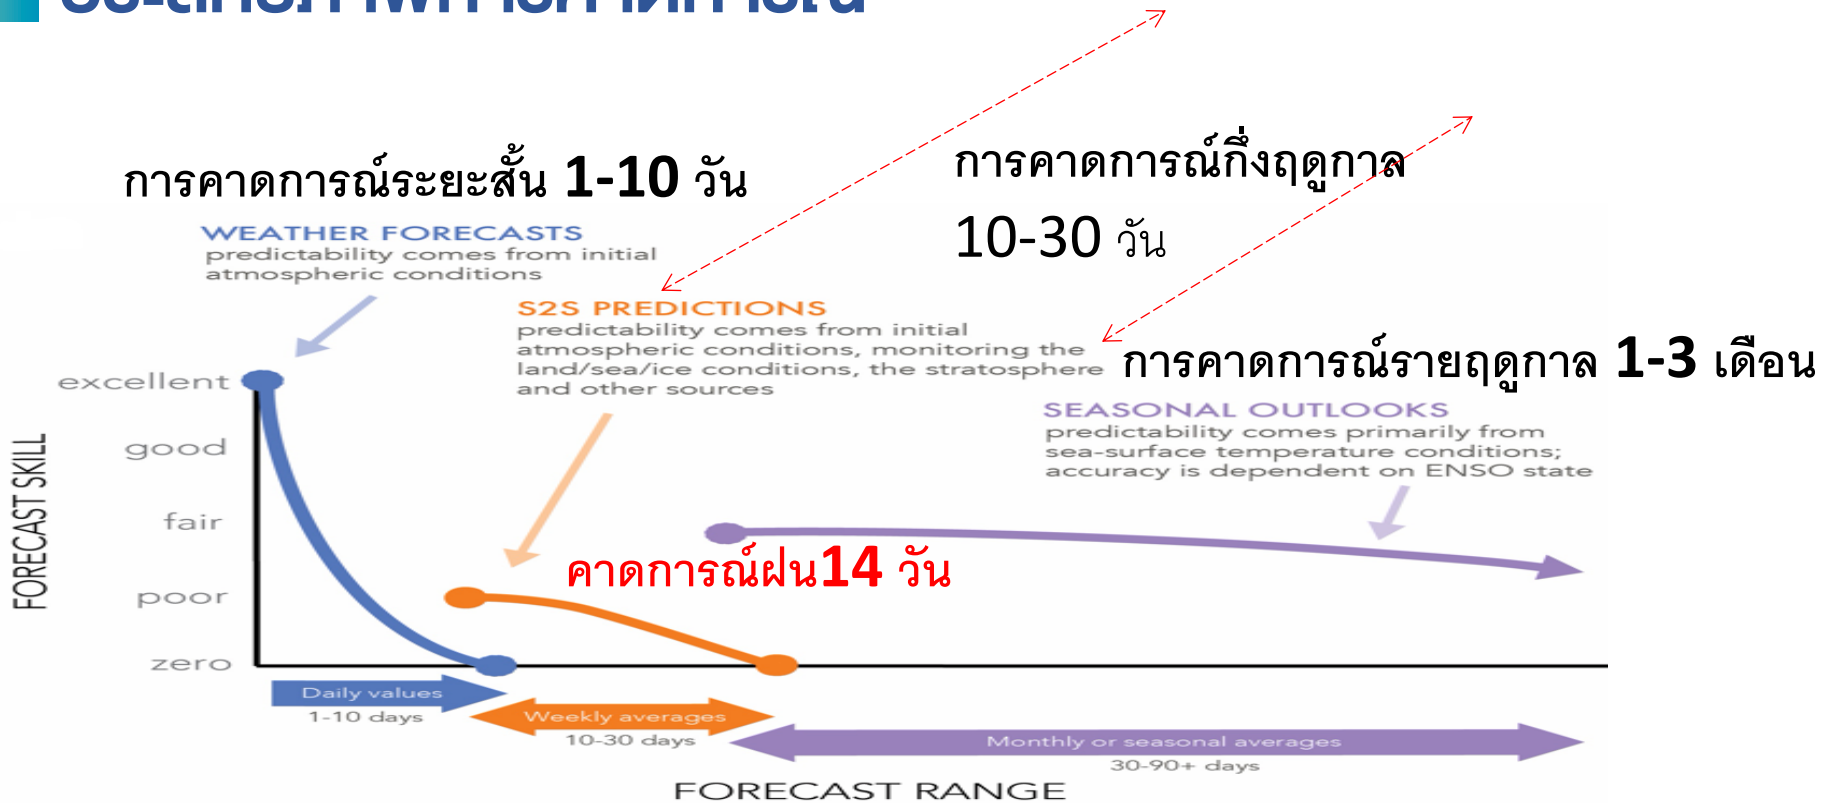 การคาดการณ์ระยะสั้น 1-10 วัน
การคาดการณ์กึ่งฤดูกาล
10-30 วัน
WEATHER FORECASTS
predictability comes from initial
atmospheric conditions
S2S PREDICTIONS
predictability comes from initial
atmospheric conditions, monitoring the
land/sea/ice conditions, the stratosphere
and other sources
การคาดการณ์รายฤดูกาล 1-3 เดือน
SEASONAL OUTLOOKS
predictability comes primarily from
sea-surface temperature conditions;
accuracy is dependent on ENSO state
FORECAST SKILL
excellent
good
fair
poor
zero
คาดการณ์ฝน14 วัน
Daily values
1-10 days
Weekly averages
10-30 days
Monthly or seasonal averages
30-90+ days
FORECAST RANGE